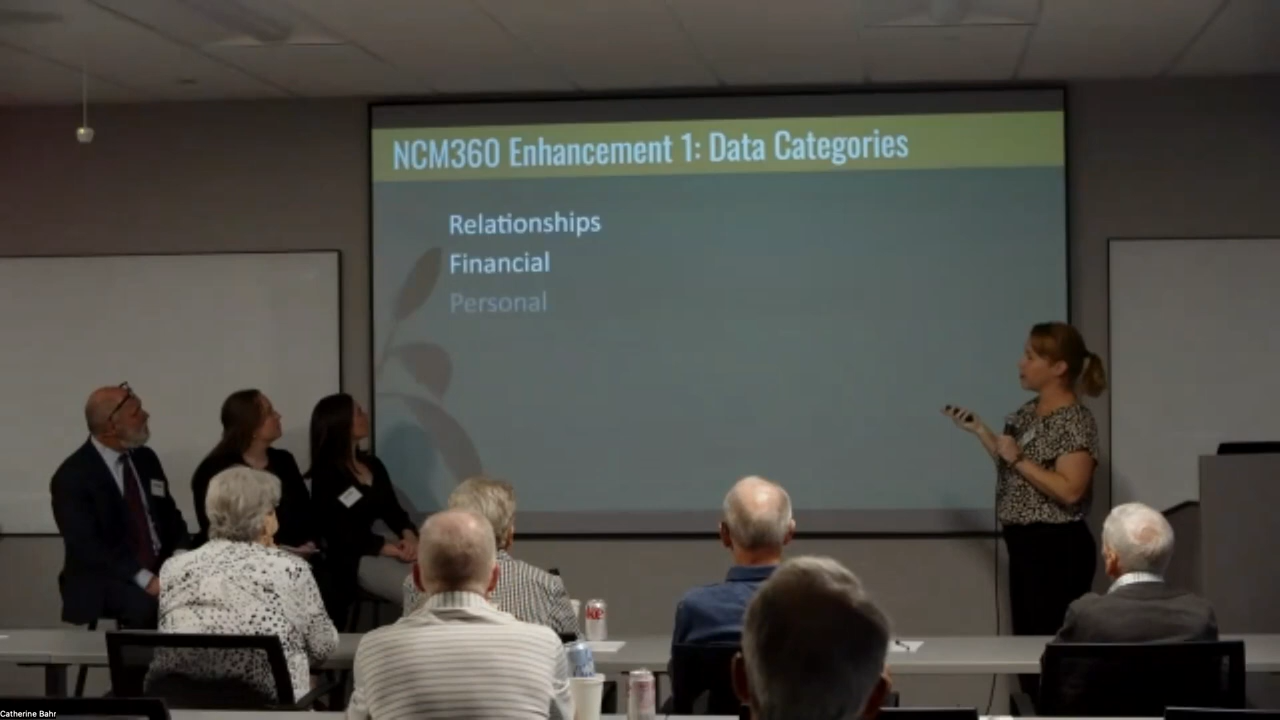 NCM360 Enhancement 1: Data Categories
Relationships
Financial
Personal
Catherine Bahr